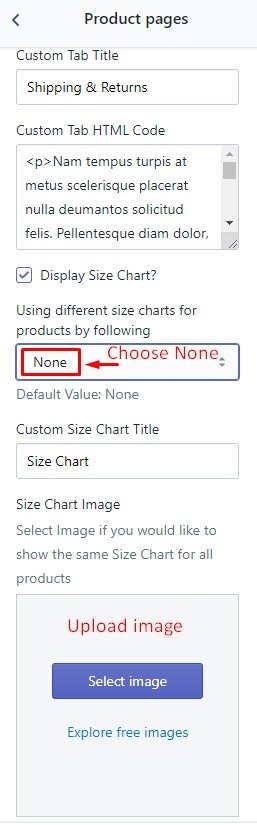 Product pages
Custom Tab Title
Shipping & Returns
Custom Tab HTML Code
<p>Nam tempus turpis at
metus scelerisque placerat
nulla deumantos solicitud
felis. Pellentesque diam dolor,
Display Size Chart?
Using different size charts for
products by following
None
Choose None
Default Value: None
Custom Size Chart Title
Size Chart
Size Chart Image
Select Image if you would like to
show the same Size Chart for all
products
Upload image
Select image
Explore free images